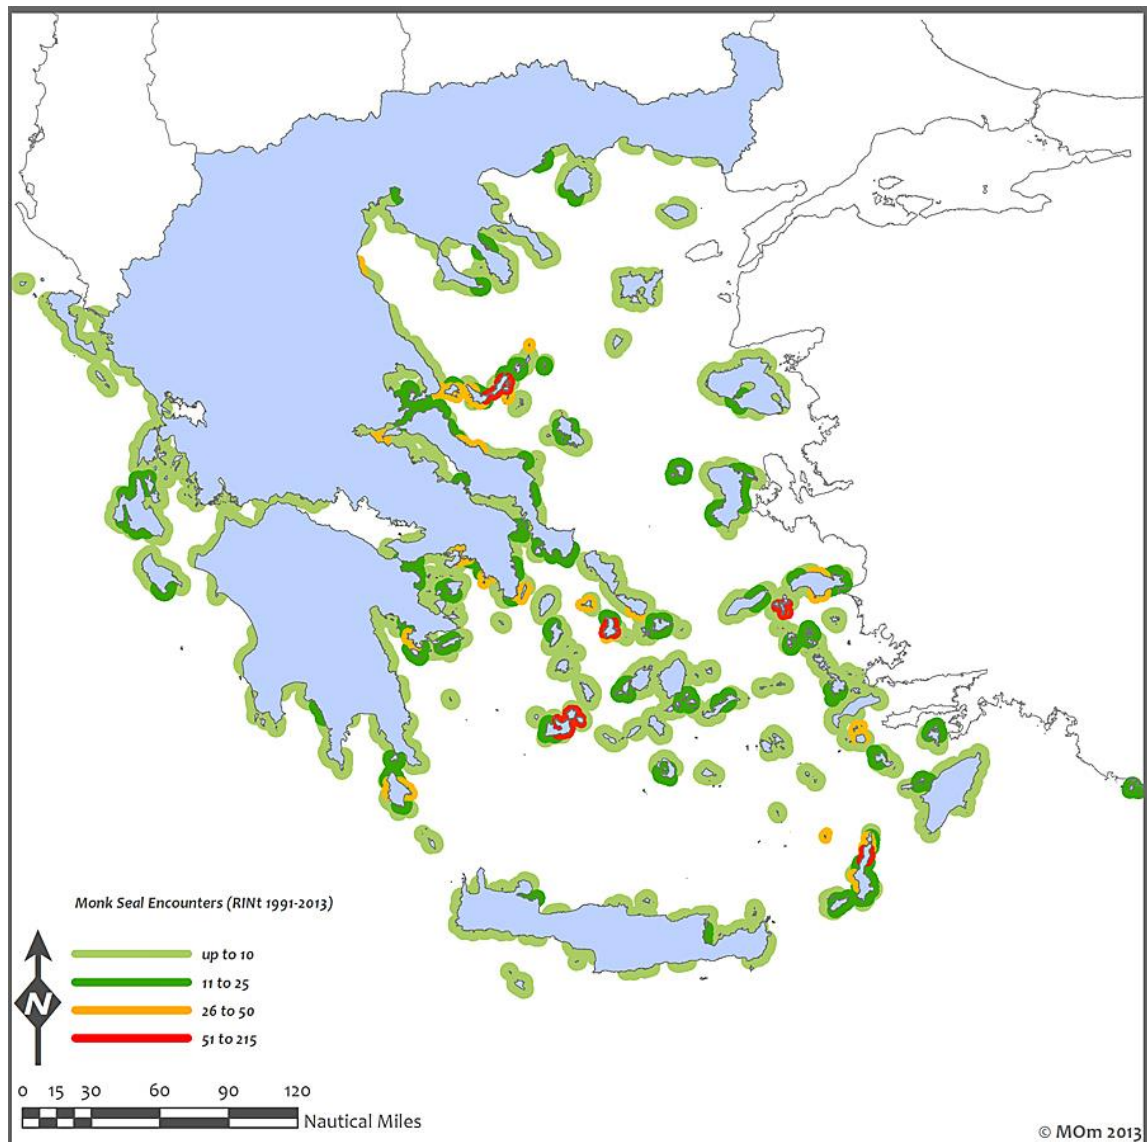 Monk Seal Encounters (RINt 1991-2013)
up to 10
11 to 25
26 to 50
51 to 215
N
0 15 30 60 90 120
Nautical Miles
© MOm 2013